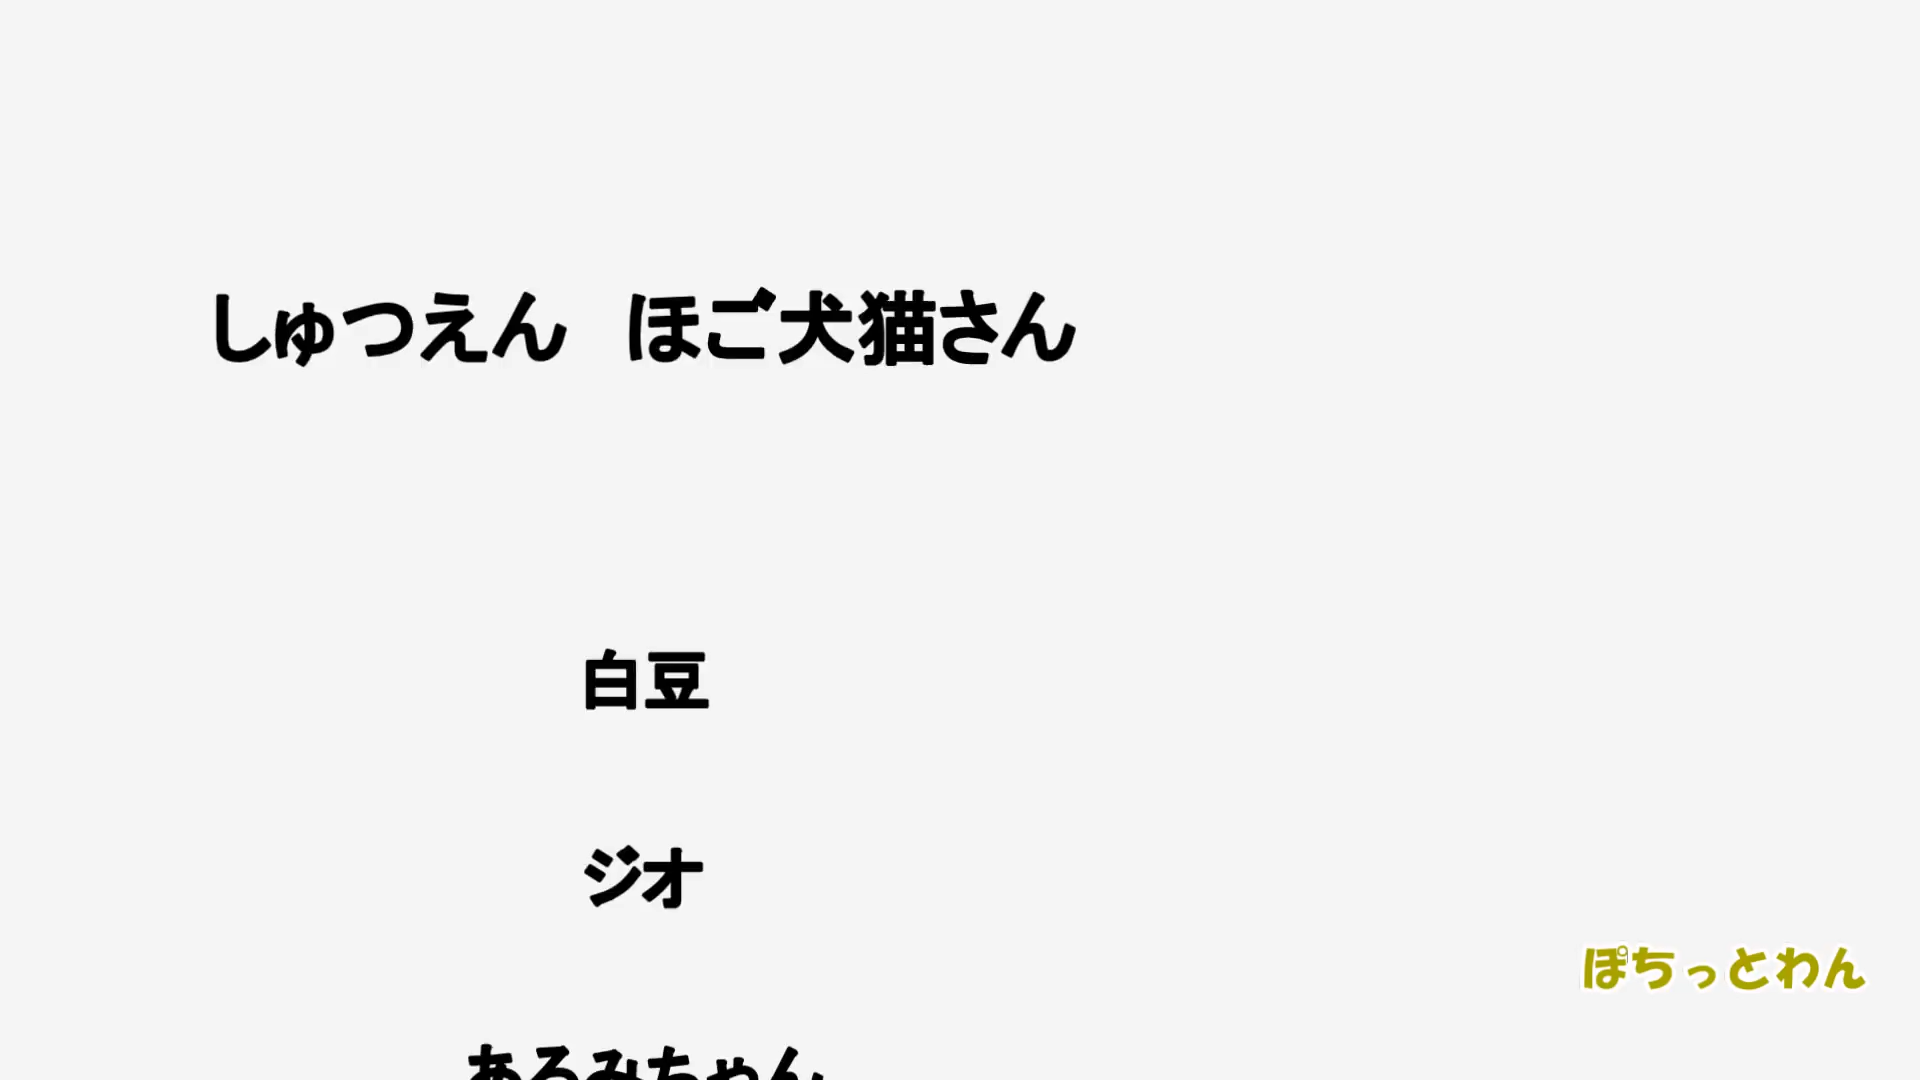 しゅつえん　ほご犬猫さん
白豆
ジオ
ぽちっとわん